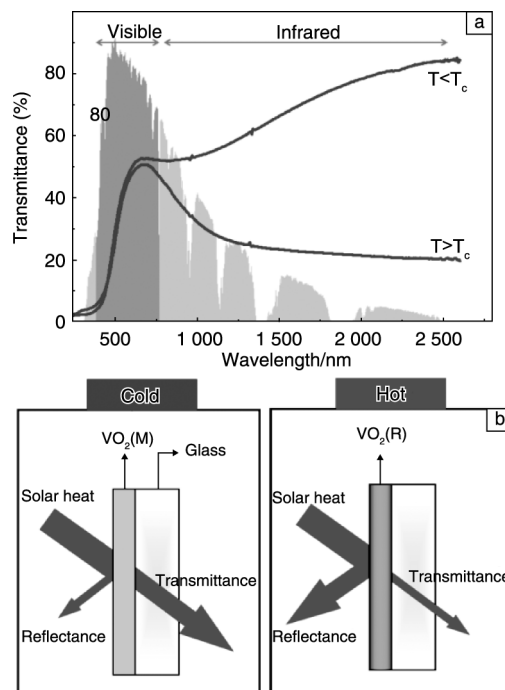 a
Visible
Infrared
Transmittance (%)
80
60
40
20
0
80
T<Tc
T>Tc
500
1 000
1 500
2 000
2 500
Wavelength/nm
Cold
Hot
b
VO2(M)
Glass
Solar heat
Transmittance
Reflectance
VO2(R)
Solar heat
Transmittance
Reflectance